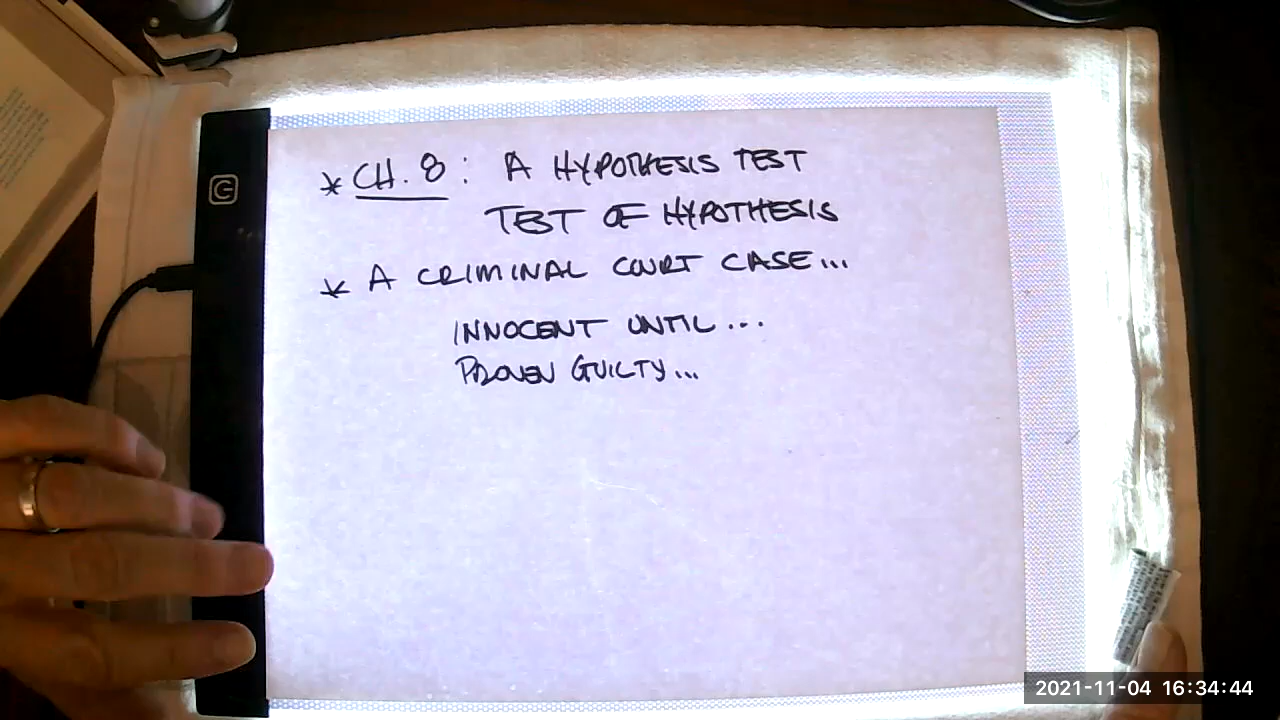 * CH. 8 : A HYPOTHESIS TEST
TEST OF HYPOTHESIS
* A CRIMINAL COURT CASE...
INNOCENT UNTIL...
PROVEN GUILTY...
2021-11-04 16:34:44